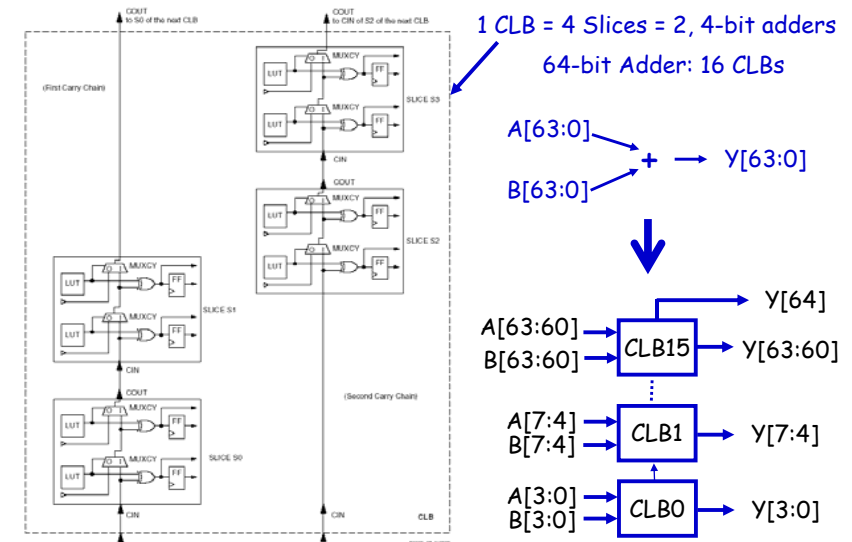 COUT
to S0 of the next CLB
COUT
to CIN of S2 of the next CLB
(First Carry Chain)
O I
MUXCY
LUT
FF
O I
MUXCY
LUT
FF
SLICE S3
CIN
COUT
O I
MUXCY
LUT
FF
O I
MUXCY
LUT
FF
SLICE S2
O I
MUXCY
LUT
FF
O I
MUXCY
LUT
FF
SLICE S1
CIN
COUT
O I
MUXCY
LUT
FF
O I
MUXCY
LUT
FF
SLICE S0
CIN
(Second Carry Chain)
CIN
CLB
1 CLB = 4 Slices = 2, 4-bit adders
64-bit Adder: 16 CLBs
A[63:0]
B[63:0]
+
Y[63:0]
Y[64]
A[63:60]
B[63:60]
CLB15
Y[63:60]
A[7:4]
B[7:4]
CLB1
Y[7:4]
A[3:0]
B[3:0]
CLB0
Y[3:0]